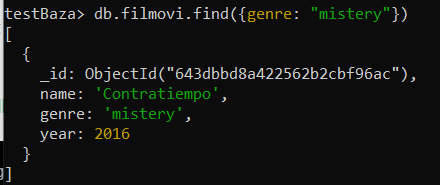 testBaza> db.filmovi.find({genre: "mistery"})
[
  {
    _id: ObjectId("643dbbd8a422562b2cbf96ac"),
    name: 'Contratiempo',
    genre: 'mistery',
    year: 2016
  }
]